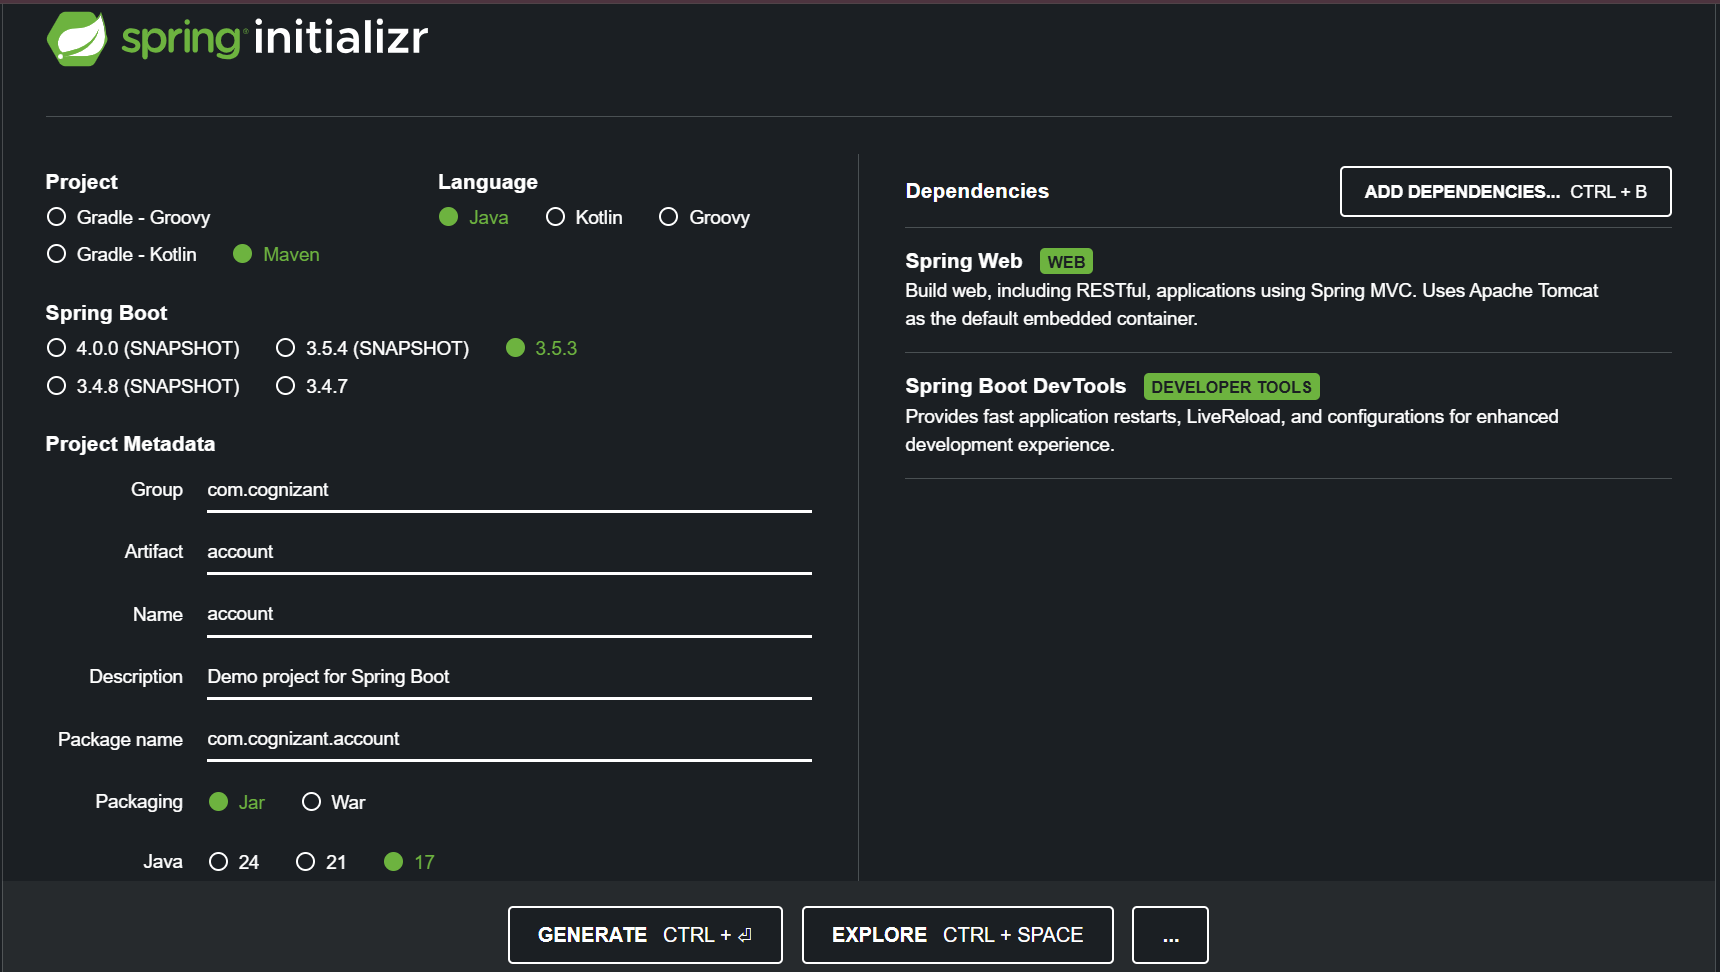 spring initializr
Project
Gradle - Groovy
Gradle - Kotlin Maven
Language
Java Kotlin Groovy
Spring Boot
4.0.0 (SNAPSHOT) 3.5.4 (SNAPSHOT) 3.5.3
3.4.8 (SNAPSHOT) 3.4.7
Project Metadata
Group com.cognizant
Artifact account
Name account
Description Demo project for Spring Boot
Package name com.cognizant.account
Packaging Jar War
Java 24 21 17
Dependencies ADD DEPENDENCIES... CTRL + B
Spring Web WEB
Build web, including RESTful, applications using Spring MVC. Uses Apache Tomcat
as the default embedded container.
Spring Boot DevTools DEVELOPER TOOLS
Provides fast application restarts, LiveReload, and configurations for enhanced
development experience.
GENERATE CTRL + ⏎ EXPLORE CTRL + SPACE ...